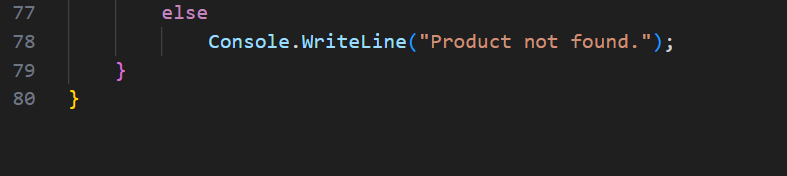 77 else
78 Console.WriteLine("Product not found.");
79 }
80 }